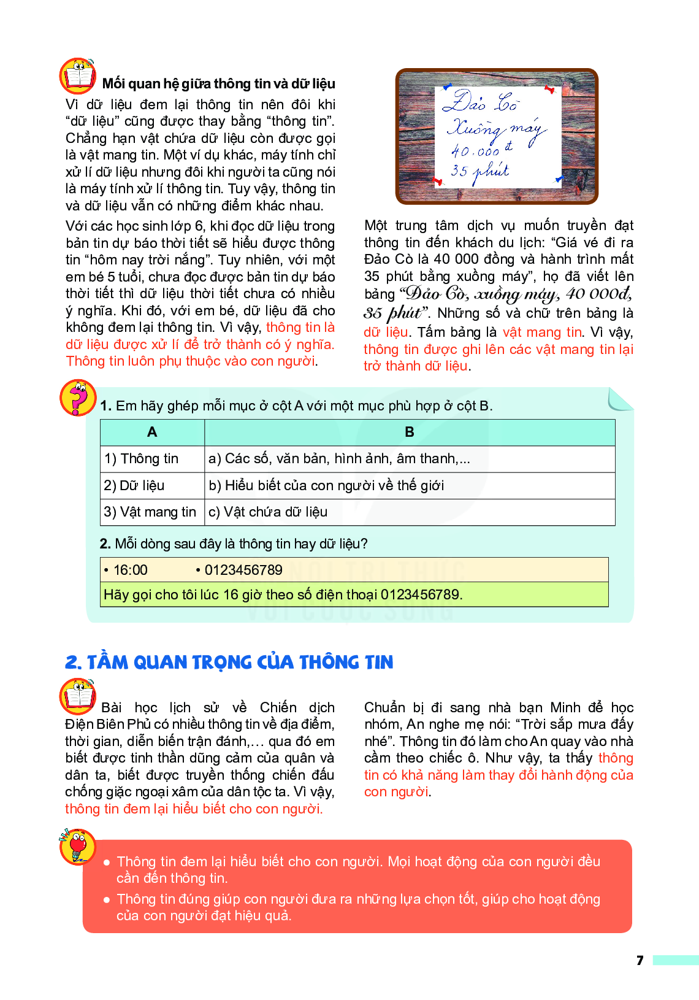 Mối quan hệ giữa thông tin và dữ liệu
Vì dữ liệu đem lại thông tin nên đôi khi
“dữ liệu” cũng được thay bằng “thông tin”.
Chẳng hạn vật chứa dữ liệu còn được gọi
là vật mang tin. Một ví dụ khác, máy tính chỉ
xử lí dữ liệu nhưng đôi khi người ta cũng nói
là máy tính xử lí thông tin. Tuy vậy, thông tin
và dữ liệu vẫn có những điểm khác nhau.
Với các học sinh lớp 6, khi đọc dữ liệu trong
bản tin dự báo thời tiết sẽ hiểu được thông
tin “hôm nay trời nắng”. Tuy nhiên, với một
em bé 5 tuổi, chưa đọc được bản tin dự báo
thời tiết thì dữ liệu thời tiết chưa có nhiều
ý nghĩa. Khi đó, với em bé, dữ liệu đã cho
không đem lại thông tin. Vì vậy, thông tin là
dữ liệu được xử lí để trở thành có ý nghĩa.
Thông tin luôn phụ thuộc vào con người.
Đảo Cò
Xuồng máy
40.000đ
35 phút
Một trung tâm dịch vụ muốn truyền đạt
thông tin đến khách du lịch: “Giá vé đi ra
Đảo Cò là 40 000 đồng và hành trình mất
35 phút bằng xuồng máy”, họ đã viết lên
bảng “Đảo Cò, xuồng máy, 40 000đ,
35 phút”. Những số và chữ trên bảng là
dữ liệu. Tấm bảng là vật mang tin. Vì vậy,
thông tin được ghi lên các vật mang tin lại
trở thành dữ liệu.
1. Em hãy ghép mỗi mục ở cột A với một mục phù hợp ở cột B.
A B
1) Thông tin a) Các số, văn bản, hình ảnh, âm thanh,...
2) Dữ liệu b) Hiểu biết của con người về thế giới
3) Vật mang tin c) Vật chứa dữ liệu
2. Mỗi dòng sau đây là thông tin hay dữ liệu?
• 16:00 • 0123456789
Hãy gọi cho tôi lúc 16 giờ theo số điện thoại 0123456789.
KẾT NỐI TRI THỨC
VỚI CUỘC SỐNG
2. TẦM QUAN TRỌNG CỦA THÔNG TIN
Bài học lịch sử về Chiến dịch
Điện Biên Phủ có nhiều thông tin về địa điểm,
thời gian, diễn biến trận đánh,... qua đó em
biết được tinh thần dũng cảm của quân và
dân ta, biết được truyền thống chiến đấu
chống giặc ngoại xâm của dân tộc ta. Vì vậy,
thông tin đem lại hiểu biết cho con người.
Chuẩn bị đi sang nhà bạn Minh để học
nhóm, An nghe mẹ nói: “Trời sắp mưa đấy
nhé”. Thông tin đó làm cho An quay vào nhà
cầm theo chiếc ô. Như vậy, ta thấy thông
tin có khả năng làm thay đổi hành động của
con người.
● Thông tin đem lại hiểu biết cho con người. Mọi hoạt động của con người đều
cần đến thông tin.
● Thông tin đúng giúp con người đưa ra những lựa chọn tốt, giúp cho hoạt động
của con người đạt hiệu quả.
7